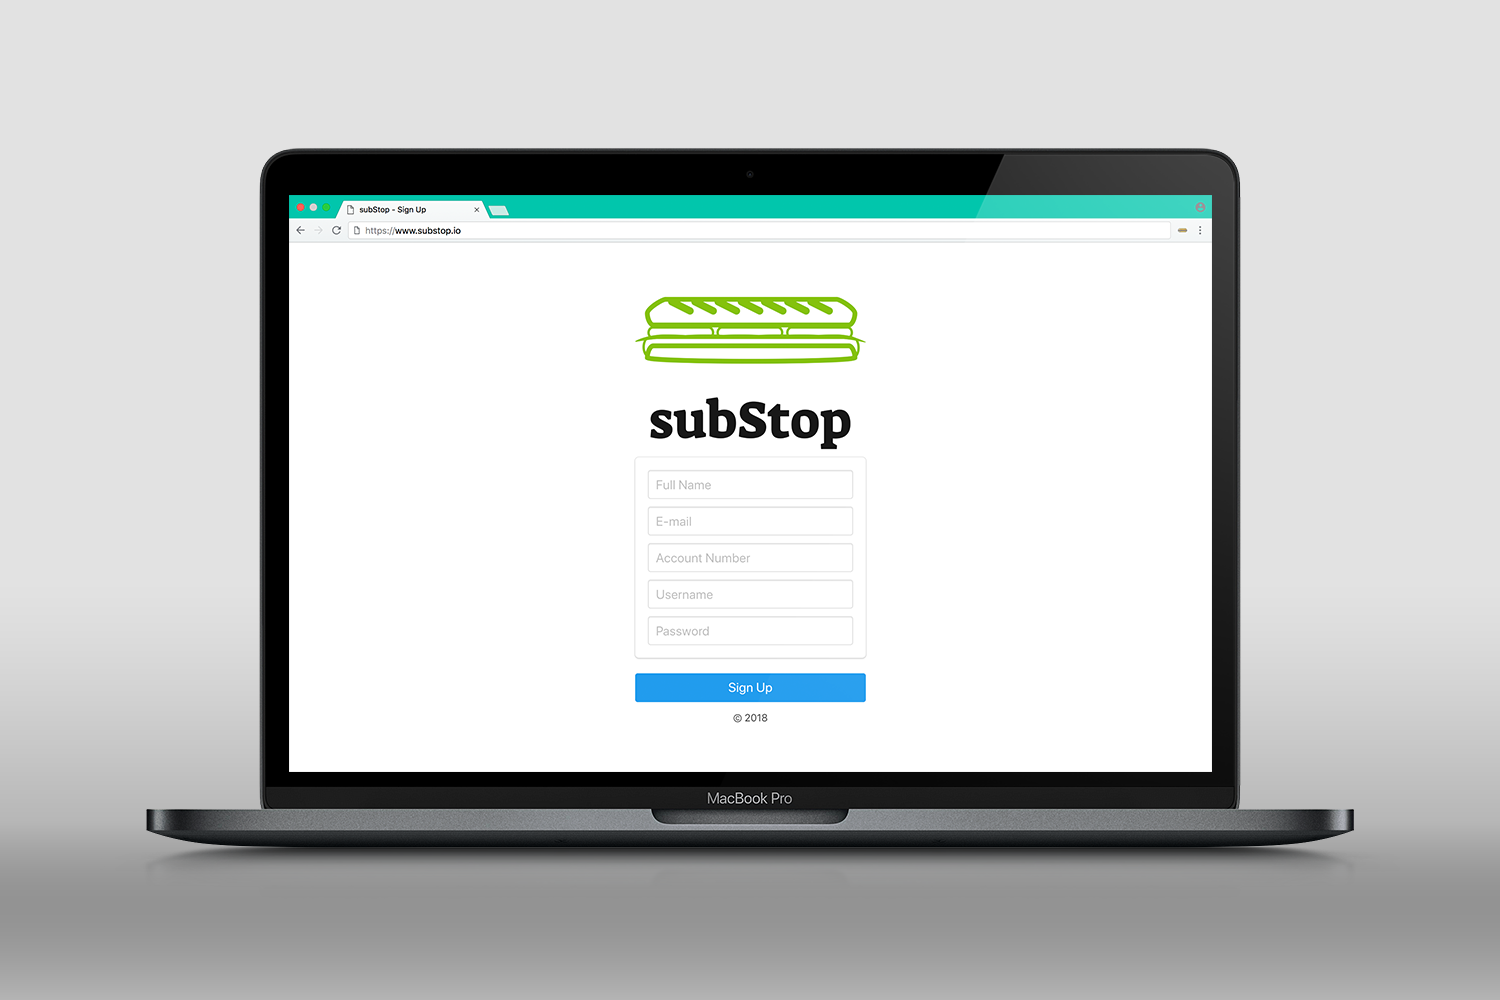 subStop - Sign Up
https://www.substop.io
subStop
Full Name
E-mail
Account Number
Username
Password
Sign Up
© 2018
MacBook Pro